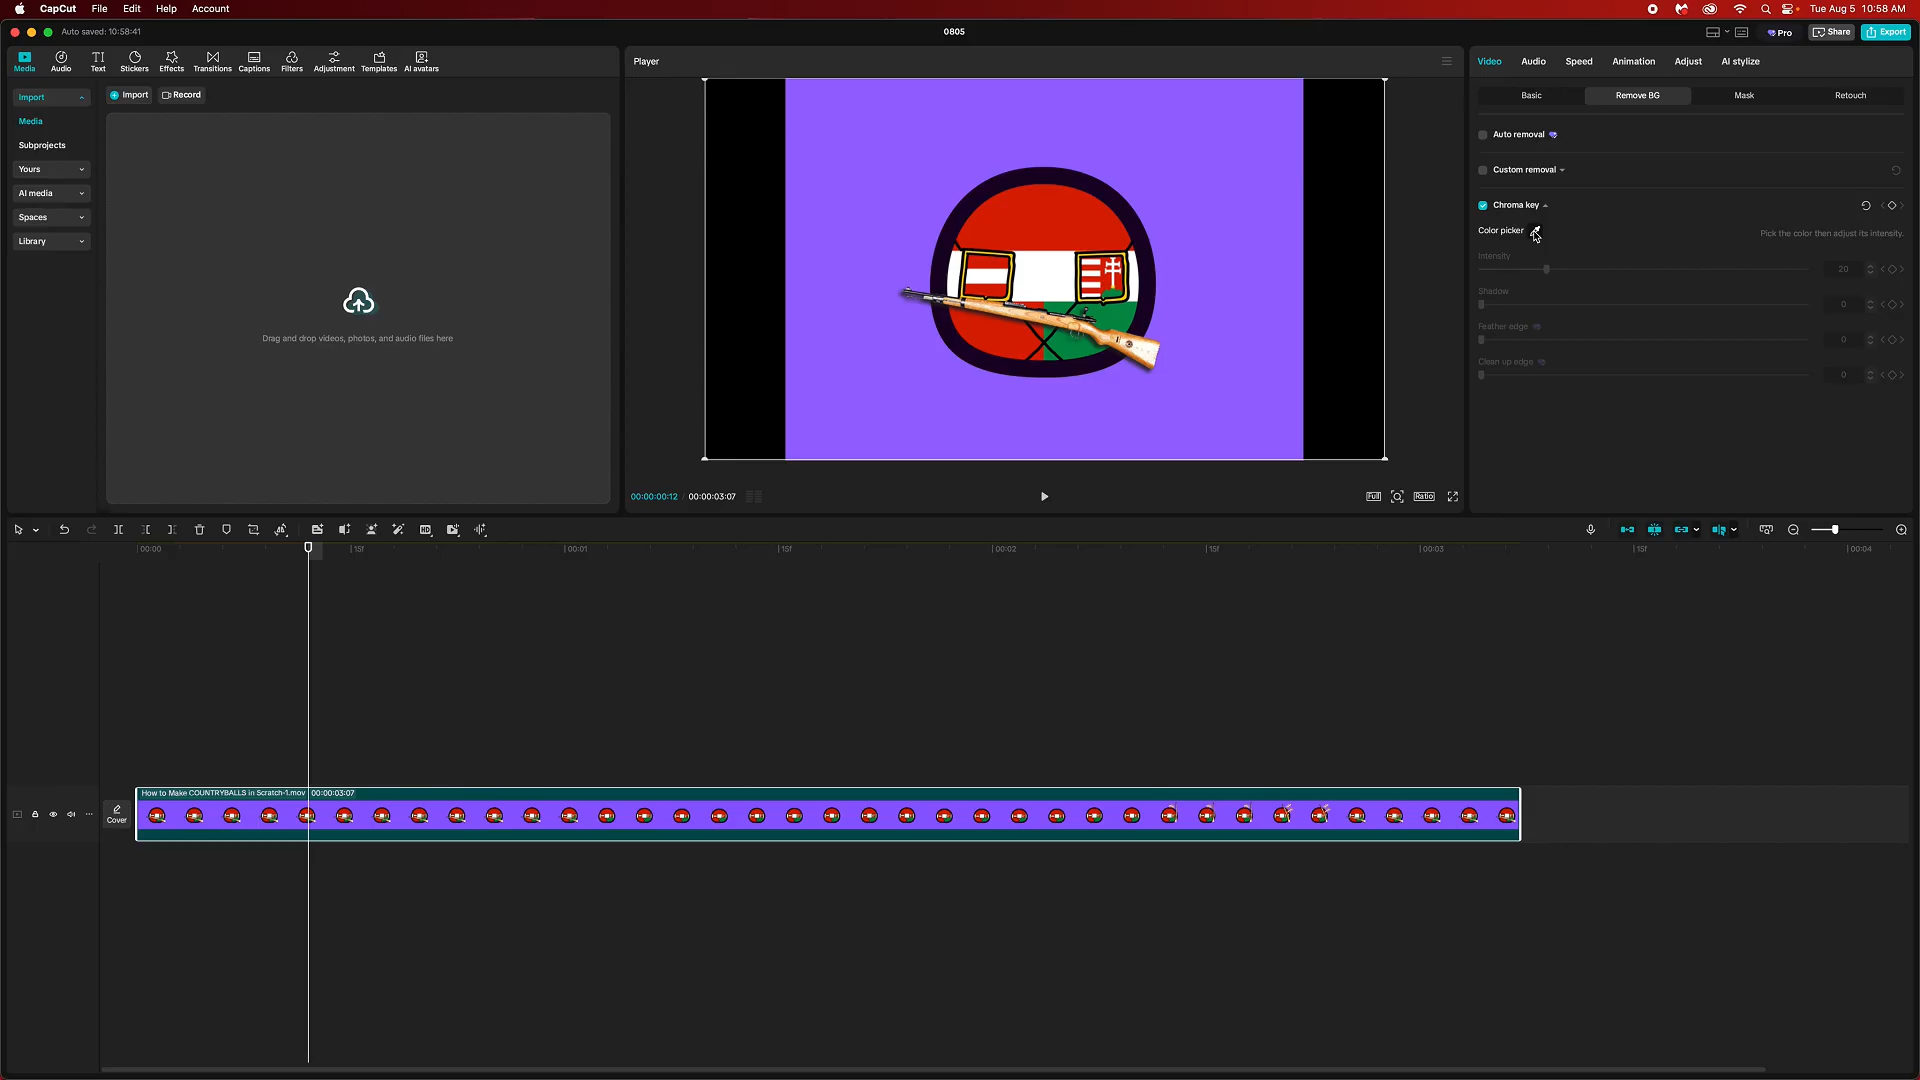 CapCut File Edit Help Account Tue Aug 5 10:58 AM
Auto saved: 10:58:41 0805 Pro Share Export
Media Audio Text Stickers Effects Transitions Captions Filters Adjustment Templates AI avatars
Import
Media
Subprojects
Yours
AI media
Spaces
Library
Import Record
Drag and drop videos, photos, and audio files here
Player
00:00:00:12 / 00:00:03:07
Full Ratio
Video Audio Speed Animation Adjust AI stylize
Basic Remove BG Mask Retouch
Auto removal
Custom removal
Chroma key
Color picker Pick the color then adjust its intensity.
Intensity
20
Shadow
0
Feather edge
0
Clean up edge
0
00:00 15f 00:01 15f 00:02 15f 00:03 15f 00:04
Cover
How to Make COUNTRYBALLS in Scratch-1.mov 00:00:03:07